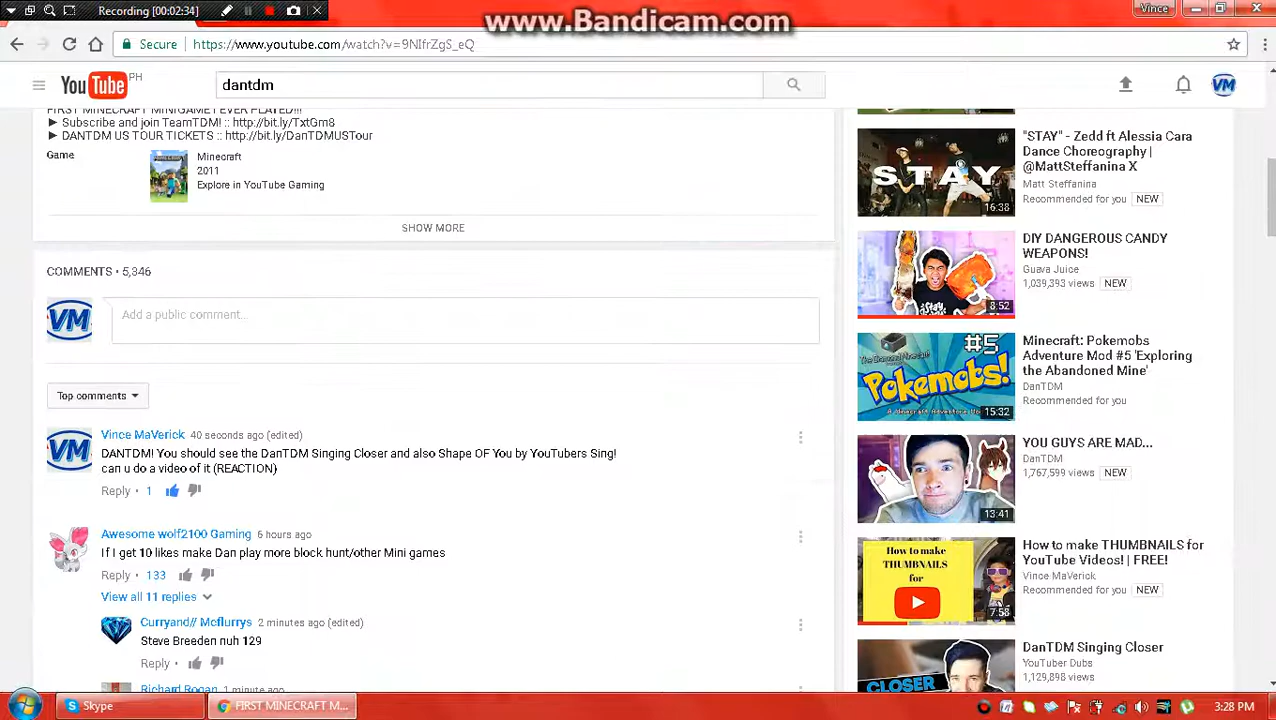 Recording [00:02:34]
www.Bandicam.com
Vince
Secure
https://www.youtube.com/watch?v=9NIfrZgS_eQ
YouTube PH
dantdm
VM
FIRST MINECRAFT MINIGAME EVER PLAYED!!!
► Subscribe and join TeamTDM! :: http://bit.ly/TxtGm8
► DANTDM US TOUR TICKETS :: http://bit.ly/DanTDMUSTour
Game
Minecraft
2011
Explore in YouTube Gaming
SHOW MORE
COMMENTS • 5,346
VM
Add a public comment...
Top comments
VM
Vince MaVerick 40 seconds ago (edited)
DANTDM! You should see the DanTDM Singing Closer and also Shape OF You by YouTubers Sing!
can u do a video of it (REACTION)
Reply · 1
Awesome wolf2100 Gaming 6 hours ago
If I get 10 likes make Dan play more block hunt/other Mini games
Reply · 133
View all 11 replies
Curryand// Mcflurrys 2 minutes ago (edited)
Steve Breeden nuh 129
Reply ·
Richard Rogan 1 minute ago
STAY
16:38
"STAY" - Zedd ft Alessia Cara
Dance Choreography |
@MattSteffanina X
Matt Steffanina
Recommended for you NEW
8:52
DIY DANGEROUS CANDY
WEAPONS!
Guava Juice
1,039,393 views NEW
#5
Pokemobs!
15:32
Minecraft: Pokemobs
Adventure Mod #5 'Exploring
the Abandoned Mine'
DanTDM
Recommended for you
13:41
YOU GUYS ARE MAD...
DanTDM
1,767,599 views NEW
How to make
THUMBNAILS
for
7:58
How to make THUMBNAILS for
YouTube Videos! | FREE!
Vince MaVerick
Recommended for you NEW
CLOSER
DanTDM Singing Closer
YouTuber Dubs
1,129,898 views NEW
Skype
FIRST MINECRAFT M...
3:28 PM